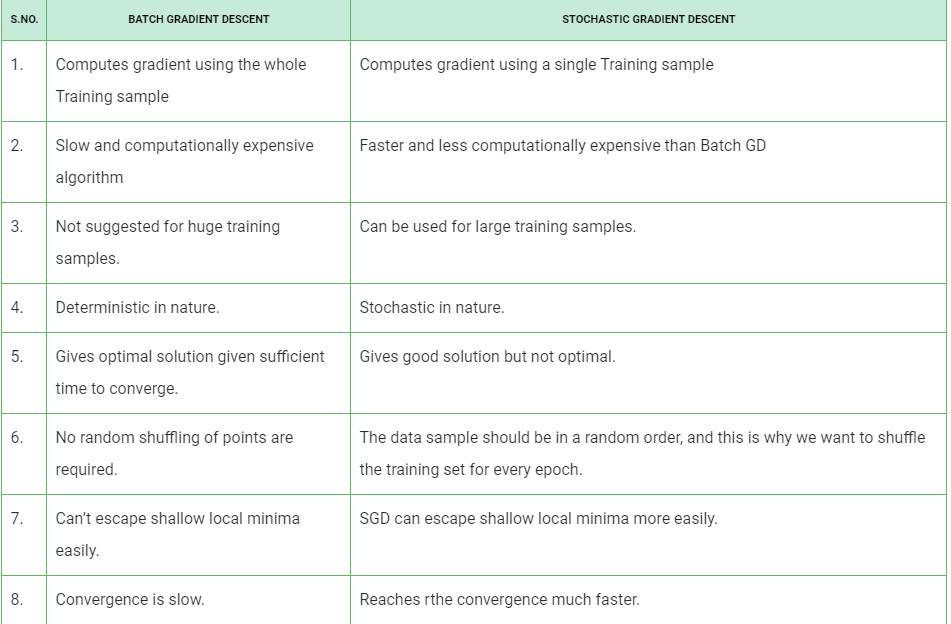 S.NO. BATCH GRADIENT DESCENT STOCHASTIC GRADIENT DESCENT
1. Computes gradient using the whole Computes gradient using a single Training sample
Training sample
2. Slow and computationally expensive Faster and less computationally expensive than Batch GD
algorithm
3. Not suggested for huge training Can be used for large training samples.
samples.
4. Deterministic in nature. Stochastic in nature.
5. Gives optimal solution given sufficient Gives good solution but not optimal.
time to converge.
6. No random shuffling of points are The data sample should be in a random order, and this is why we want to shuffle
required. the training set for every epoch.
7. Can’t escape shallow local minima SGD can escape shallow local minima more easily.
easily.
8. Convergence is slow. Reaches rthe convergence much faster.